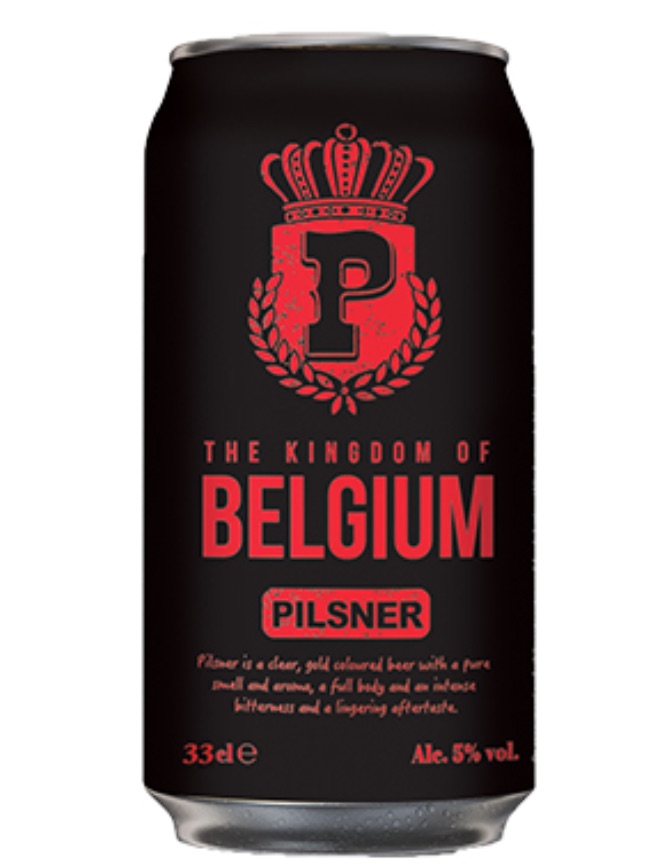 P
THE KINGDOM OF
BELGIUM
PILSNER
Pilsner is a clear, gold coloured beer with a pure
smell and aroma, a full body and an intense
bitterness and a lingering aftertaste.
33cl ℮
Alc. 5% vol.